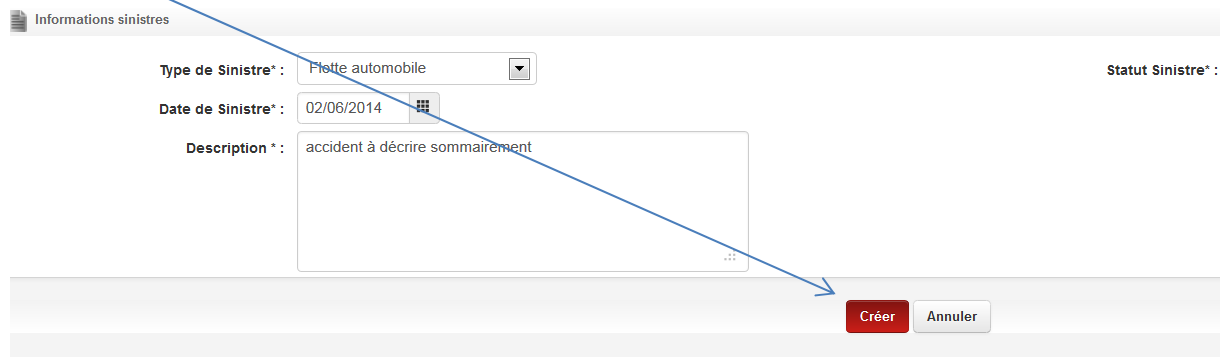 Informations sinistres
Type de Sinistre* : Flotte automobile Statut Sinistre* :
Date de Sinistre* : 02/06/2014
Description * : accident à décrire sommairement
Créer Annuler